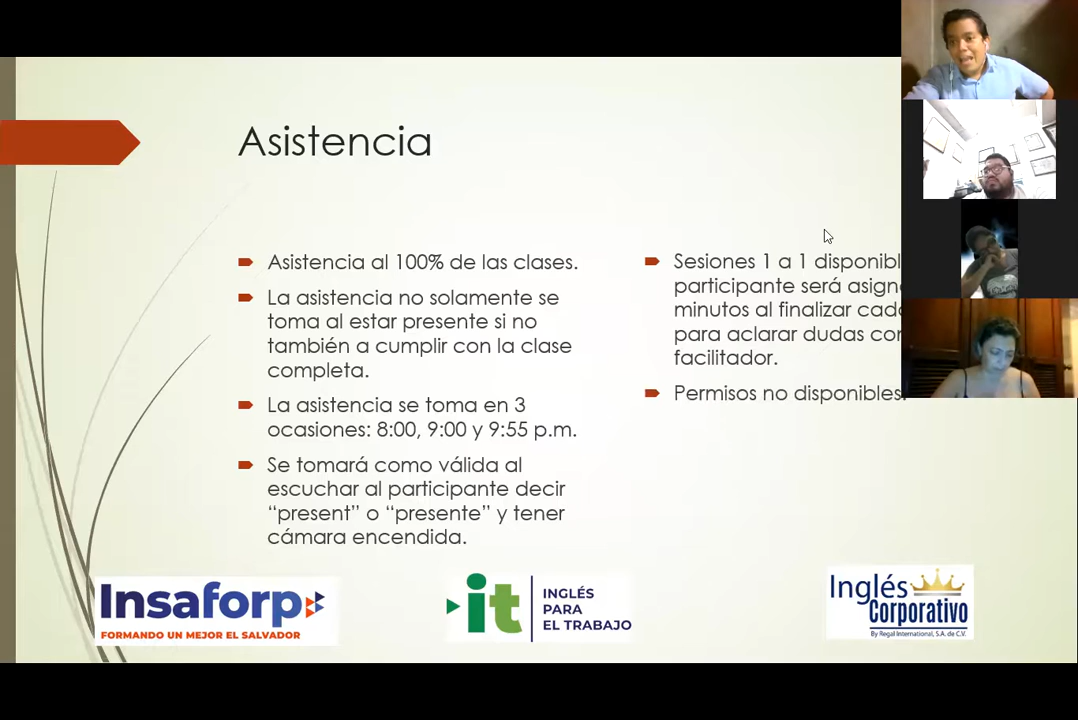 Asistencia
Asistencia al 100% de las clases.
La asistencia no solamente se
toma al estar presente si no
también a cumplir con la clase
completa.
La asistencia se toma en 3
ocasiones: 8:00, 9:00 y 9:55 p.m.
Se tomará como válida al
escuchar al participante decir
“present” o “presente” y tener
cámara encendida.
Sesiones 1 a 1
participante será
minutos al finalizar
para aclarar dudas
facilitador.
Permisos no disponibles.
Insaforp
FORMANDO UN MEJOR EL SALVADOR
it
INGLÉS
PARA
EL TRABAJO
Inglés
Corporativo
By Regal International, S.A. de C.V.